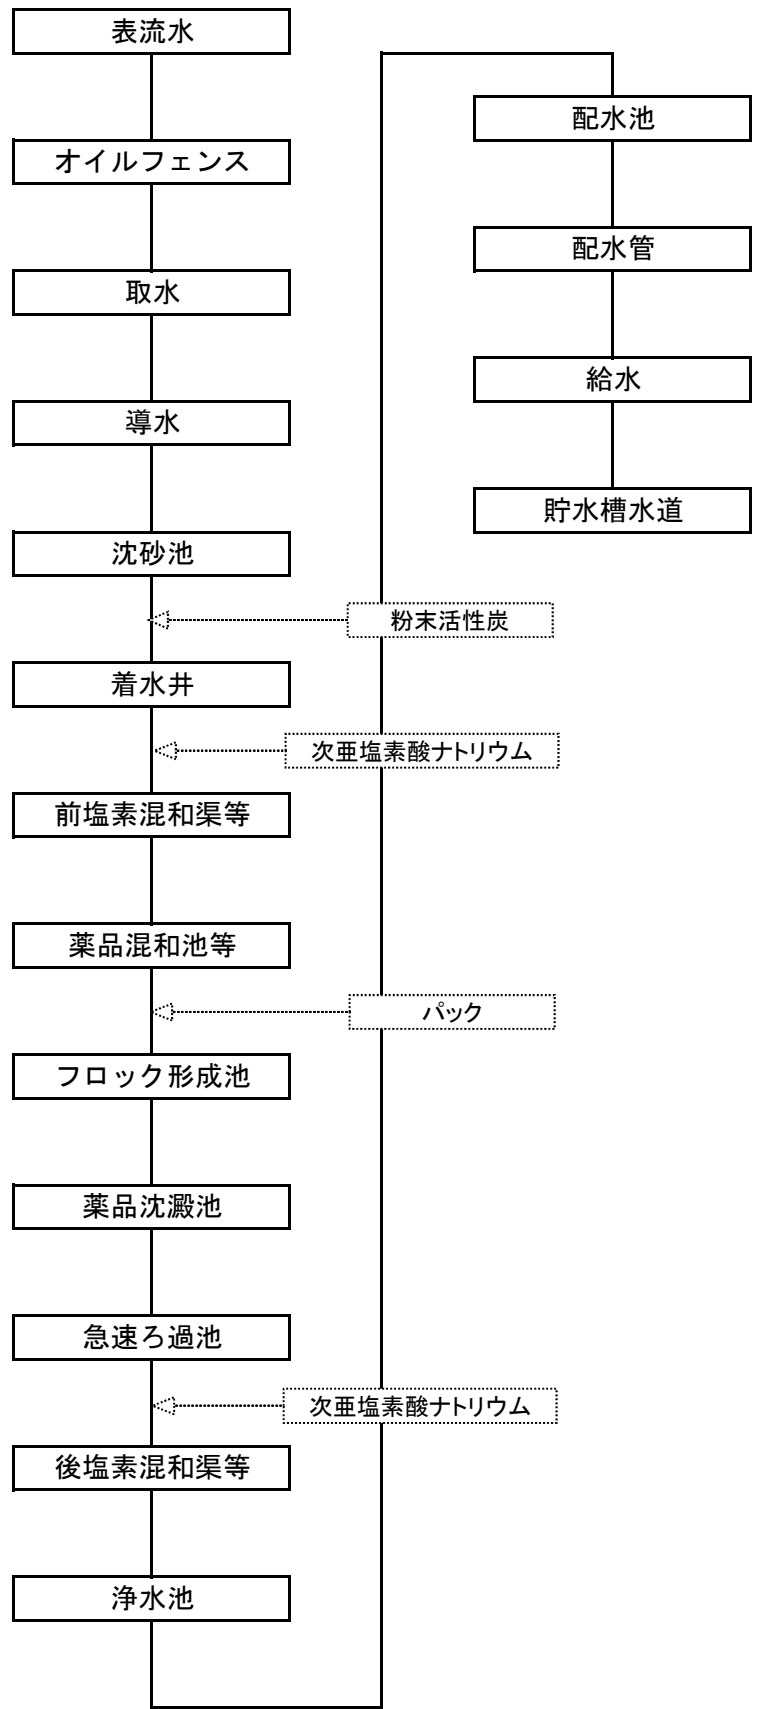 表流水
オイルフェンス
取水
導水
沈砂池
粉末活性炭
着水井
次亜塩素酸ナトリウム
前塩素混和渠等
薬品混和池等
パック
フロック形成池
薬品沈澱池
急速ろ過池
次亜塩素酸ナトリウム
後塩素混和渠等
浄水池
配水池
配水管
給水
貯水槽水道